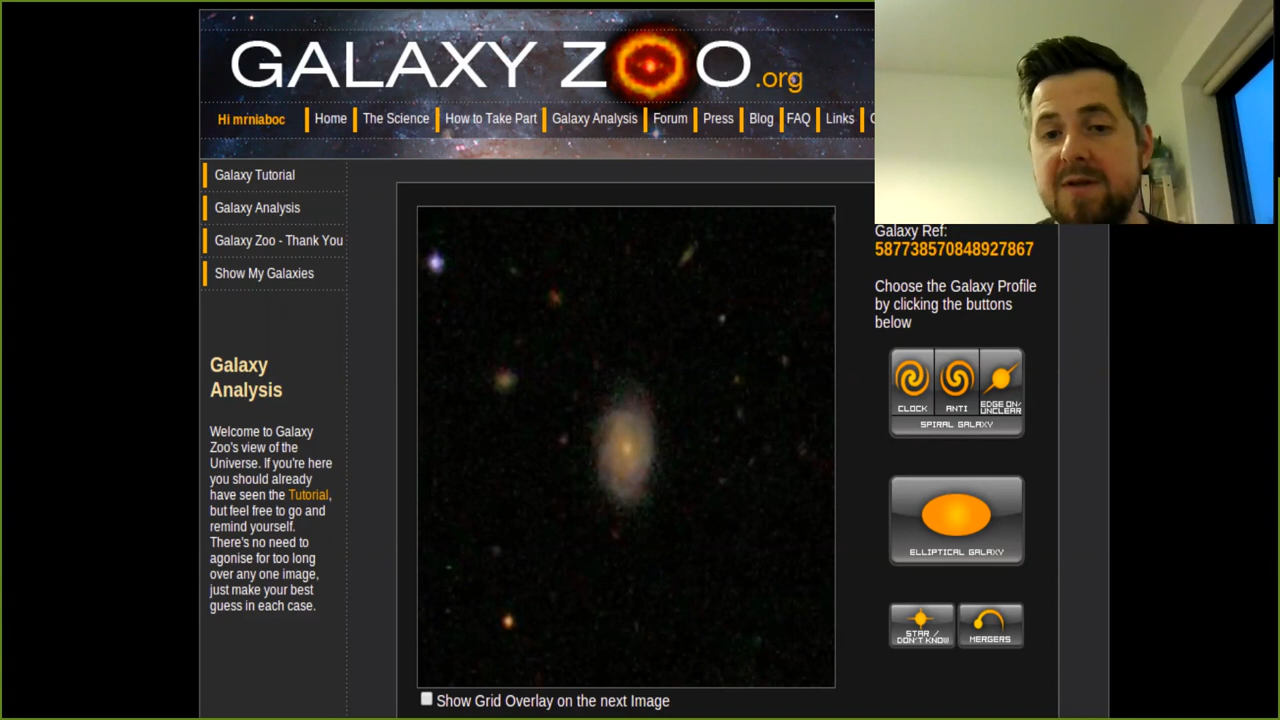 GALAXY ZOO.org
Hi mrniaboc
Home
The Science
How to Take Part
Galaxy Analysis
Forum
Press
Blog
FAQ
Links
Galaxy Tutorial
Galaxy Analysis
Galaxy Zoo - Thank You
Show My Galaxies
Galaxy
Analysis
Welcome to Galaxy
Zoo's view of the
Universe. If you're here
you should already
have seen the Tutorial,
but feel free to go and
remind yourself.
There's no need to
agonise for too long
over any one image,
just make your best
guess in each case.
Show Grid Overlay on the next Image
Galaxy Ref:
587738570848927867
Choose the Galaxy Profile
by clicking the buttons
below
CLOCK
ANTI
EDGE ON/
UNCLEAR
SPIRAL GALAXY
ELLIPTICAL GALAXY
STAR /
DON'T KNOW
MERGERS